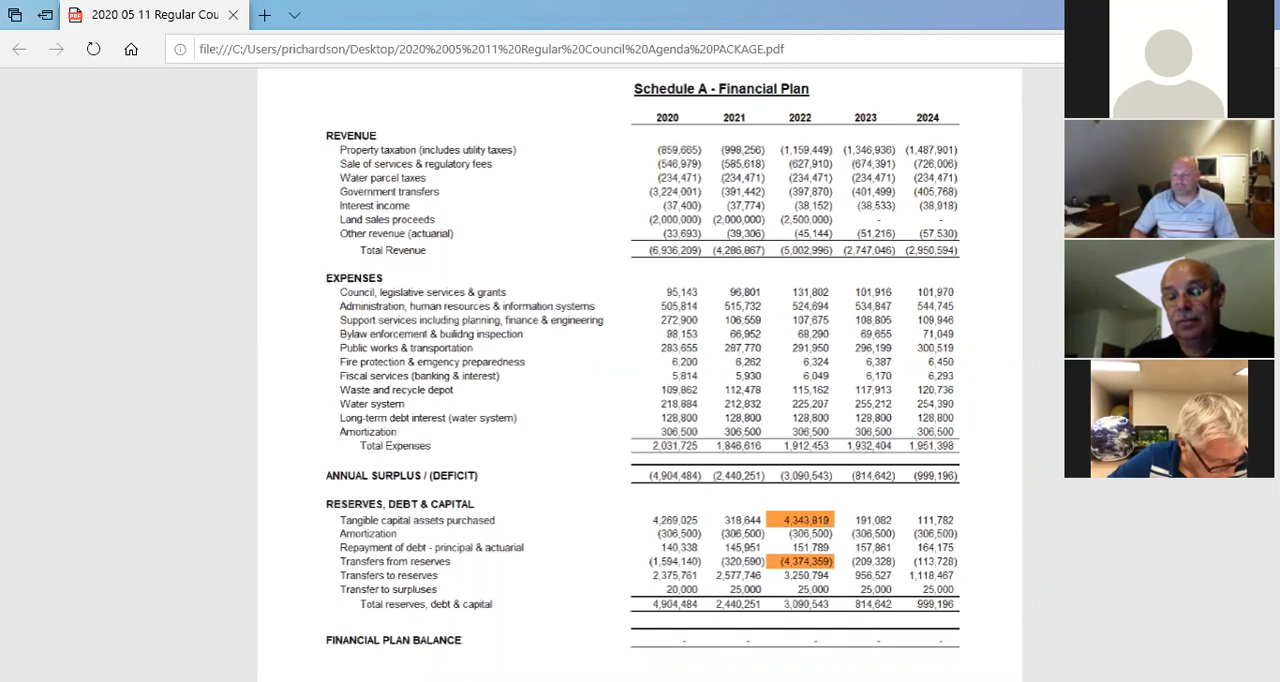 2020 05 11 Regular Cou
file:///C:/Users/prichardson/Desktop/2020%2005%2011%20Regular%20Council%20Agenda%20PACKAGE.pdf
Schedule A - Financial Plan
2020 2021 2022 2023 2024
REVENUE
Property taxation (includes utility taxes) (859,665) (998,256) (1,159,449) (1,346,936) (1,487,901)
Sale of services & regulatory fees (546,979) (585,618) (627,910) (674,391) (726,006)
Water parcel taxes (234,471) (234,471) (234,471) (234,471) (234,471)
Government transfers (3,224,001) (391,442) (397,870) (401,499) (405,768)
Interest income (37,400) (37,774) (38,152) (38,533) (38,918)
Land sales proceeds (2,000,000) (2,000,000) (2,500,000) - -
Other revenue (actuarial) (33,693) (39,306) (45,144) (51,216) (57,530)
Total Revenue (6,936,209) (4,286,867) (5,002,996) (2,747,046) (2,950,594)
EXPENSES
Council, legislative services & grants 95,143 96,801 131,802 101,916 101,970
Administration, human resources & information systems 505,814 515,732 524,694 534,847 544,745
Support services including planning, finance & engineering 272,900 106,559 107,675 108,805 109,946
Bylaw enforcement & builidng inspection 98,153 66,952 68,290 69,655 71,049
Public works & transportation 283,655 287,770 291,950 296,199 300,519
Fire protection & emgency preparedness 6,200 6,262 6,324 6,387 6,450
Fiscal services (banking & interest) 5,814 5,930 6,049 6,170 6,293
Waste and recycle depot 109,862 112,478 115,162 117,913 120,736
Water system 218,884 212,832 225,207 255,212 254,390
Long-term debt interest (water system) 128,800 128,800 128,800 128,800 128,800
Amortization 306,500 306,500 306,500 306,500 306,500
Total Expenses 2,031,725 1,846,616 1,912,453 1,932,404 1,951,398
ANNUAL SURPLUS / (DEFICIT) (4,904,484) (2,440,251) (3,090,543) (814,642) (999,196)
RESERVES, DEBT & CAPITAL
Tangible capital assets purchased 4,269,025 318,644 4,343,819 191,082 111,782
Amortization (306,500) (306,500) (306,500) (306,500) (306,500)
Repayment of debt - principal & actuarial 140,338 145,951 151,789 157,861 164,175
Transfers from reserves (1,594,140) (320,590) (4,374,359) (209,328) (113,728)
Transfers to reserves 2,375,761 2,577,746 3,250,794 956,527 1,118,467
Transfer to surpluses 20,000 25,000 25,000 25,000 25,000
Total reserves, debt & capital 4,904,484 2,440,251 3,090,543 814,642 999,196
FINANCIAL PLAN BALANCE - - - - -